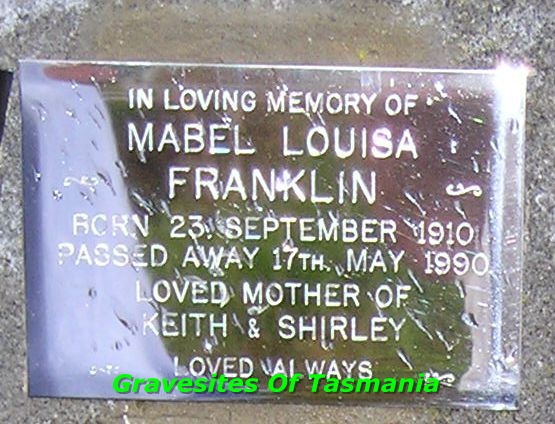 IN LOVING MEMORY OF
MABEL LOUISA
FRANKLIN
BORN 23 SEPTEMBER 1910
PASSED AWAY 17TH. MAY 1990
LOVED MOTHER OF
KEITH & SHIRLEY
LOVED ALWAYS
Gravesites Of Tasmania